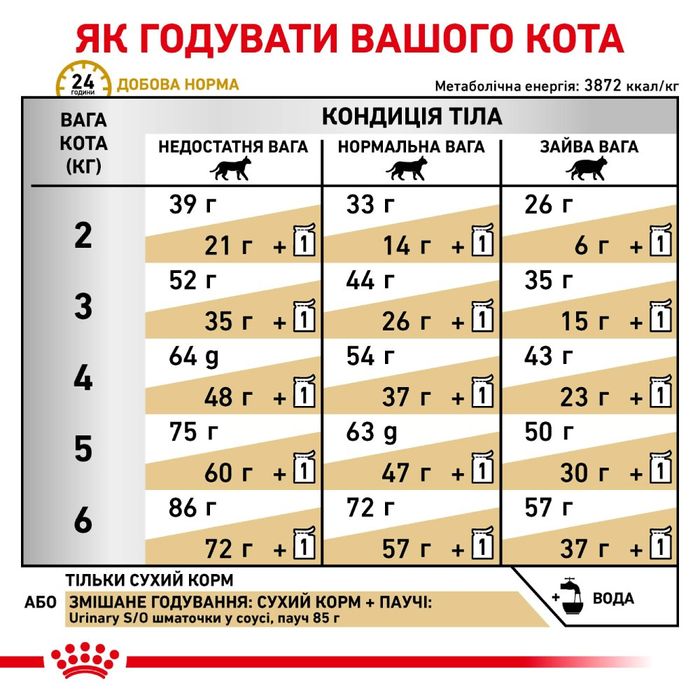 ЯК ГОДУВАТИ ВАШОГО КОТА
24 ГОДИНИ ДОБОВА НОРМА
Метаболічна енергія: 3872 ккал/кг
ВАГА КОТА (КГ)
КОНДИЦІЯ ТІЛА
НЕДОСТАТНЯ ВАГА НОРМАЛЬНА ВАГА ЗАЙВА ВАГА
2
39 г 33 г 26 г
21 г + 1 14 г + 1 6 г + 1
3
52 г 44 г 35 г
35 г + 1 26 г + 1 15 г + 1
4
64 g 54 г 43 г
48 г + 1 37 г + 1 23 г + 1
5
75 г 63 g 50 г
60 г + 1 47 г + 1 30 г + 1
6
86 г 72 г 57 г
72 г + 1 57 г + 1 37 г + 1
ТІЛЬКИ СУХИЙ КОРМ
АБО ЗМІШАНЕ ГОДУВАННЯ: СУХИЙ КОРМ + ПАУЧІ:
Urinary S/O шматочки у соусі, пауч 85 г
+ ВОДА